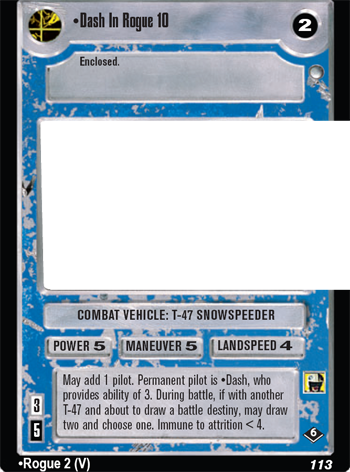 •Dash In Rogue 10
2
Enclosed.
COMBAT VEHICLE: T-47 SNOWSPEEDER
POWER 5 MANEUVER 5 LANDSPEED 4
May add 1 pilot. Permanent pilot is •Dash, who
provides ability of 3. During battle, if with another
T-47 and about to draw a battle destiny, may draw
two and choose one. Immune to attrition < 4.
3
5
6
•Rogue 2 (V) 113